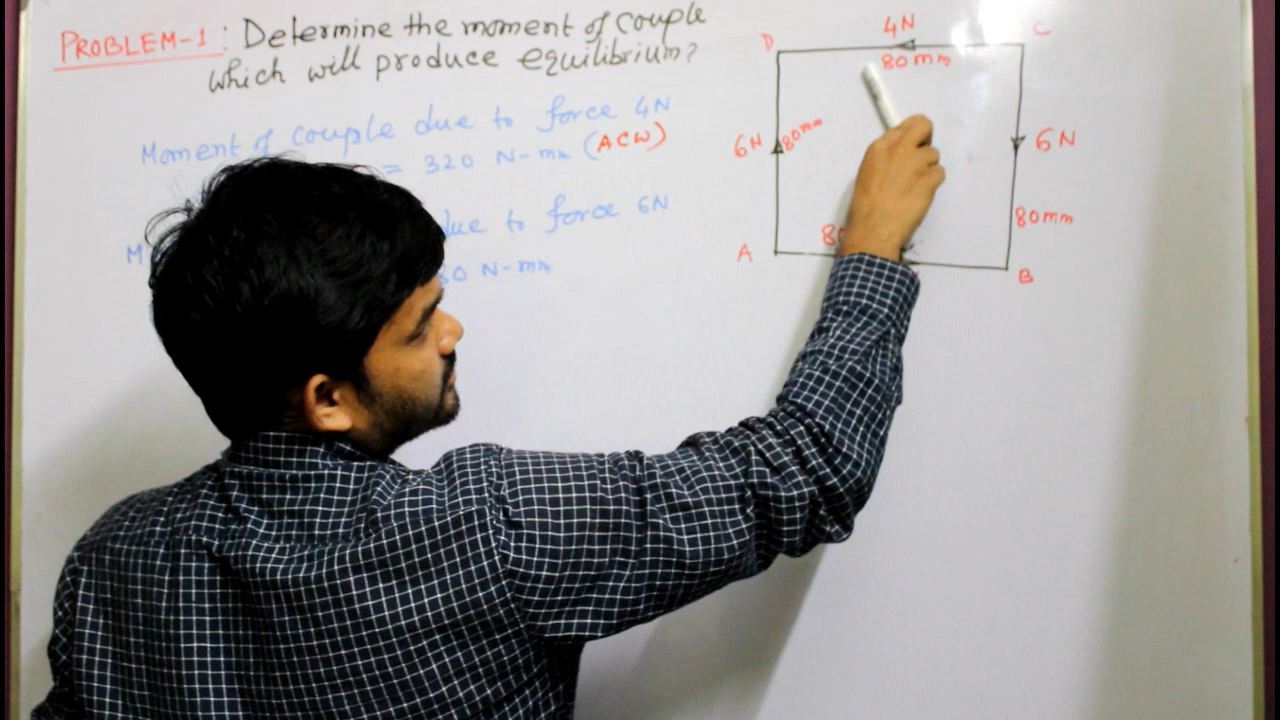 PROBLEM-1 : Determine the moment of couple
which will produce equilibrium?
Moment of couple due to force 4N
= 320 N-mm (ACW)
due to force 6N
80 N-mm
D
4N
C
80mm
6N
80mm
6N
80mm
A
B